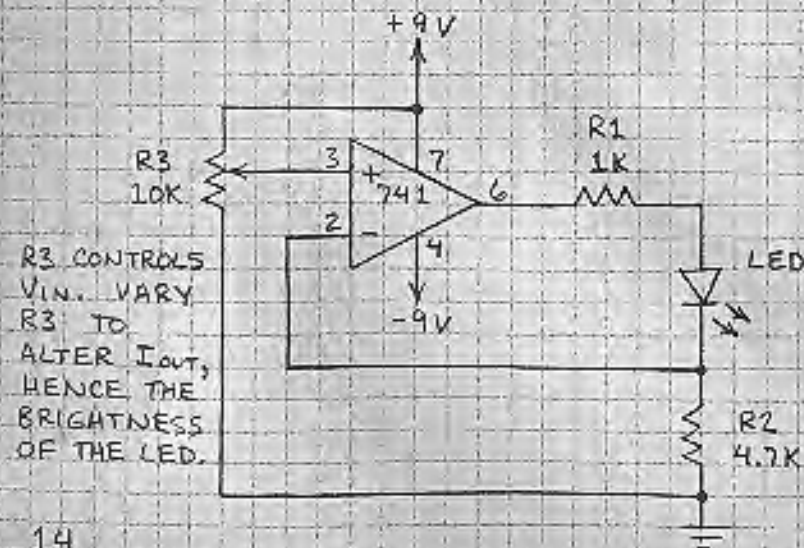 +9V
R1
1K
R3
10K
3
7
+
741
6
2
-
4
-9V
LED
R3 CONTROLS
VIN. VARY
R3 TO
ALTER IOUT,
HENCE THE
BRIGHTNESS
OF THE LED.
R2
4.7K
14